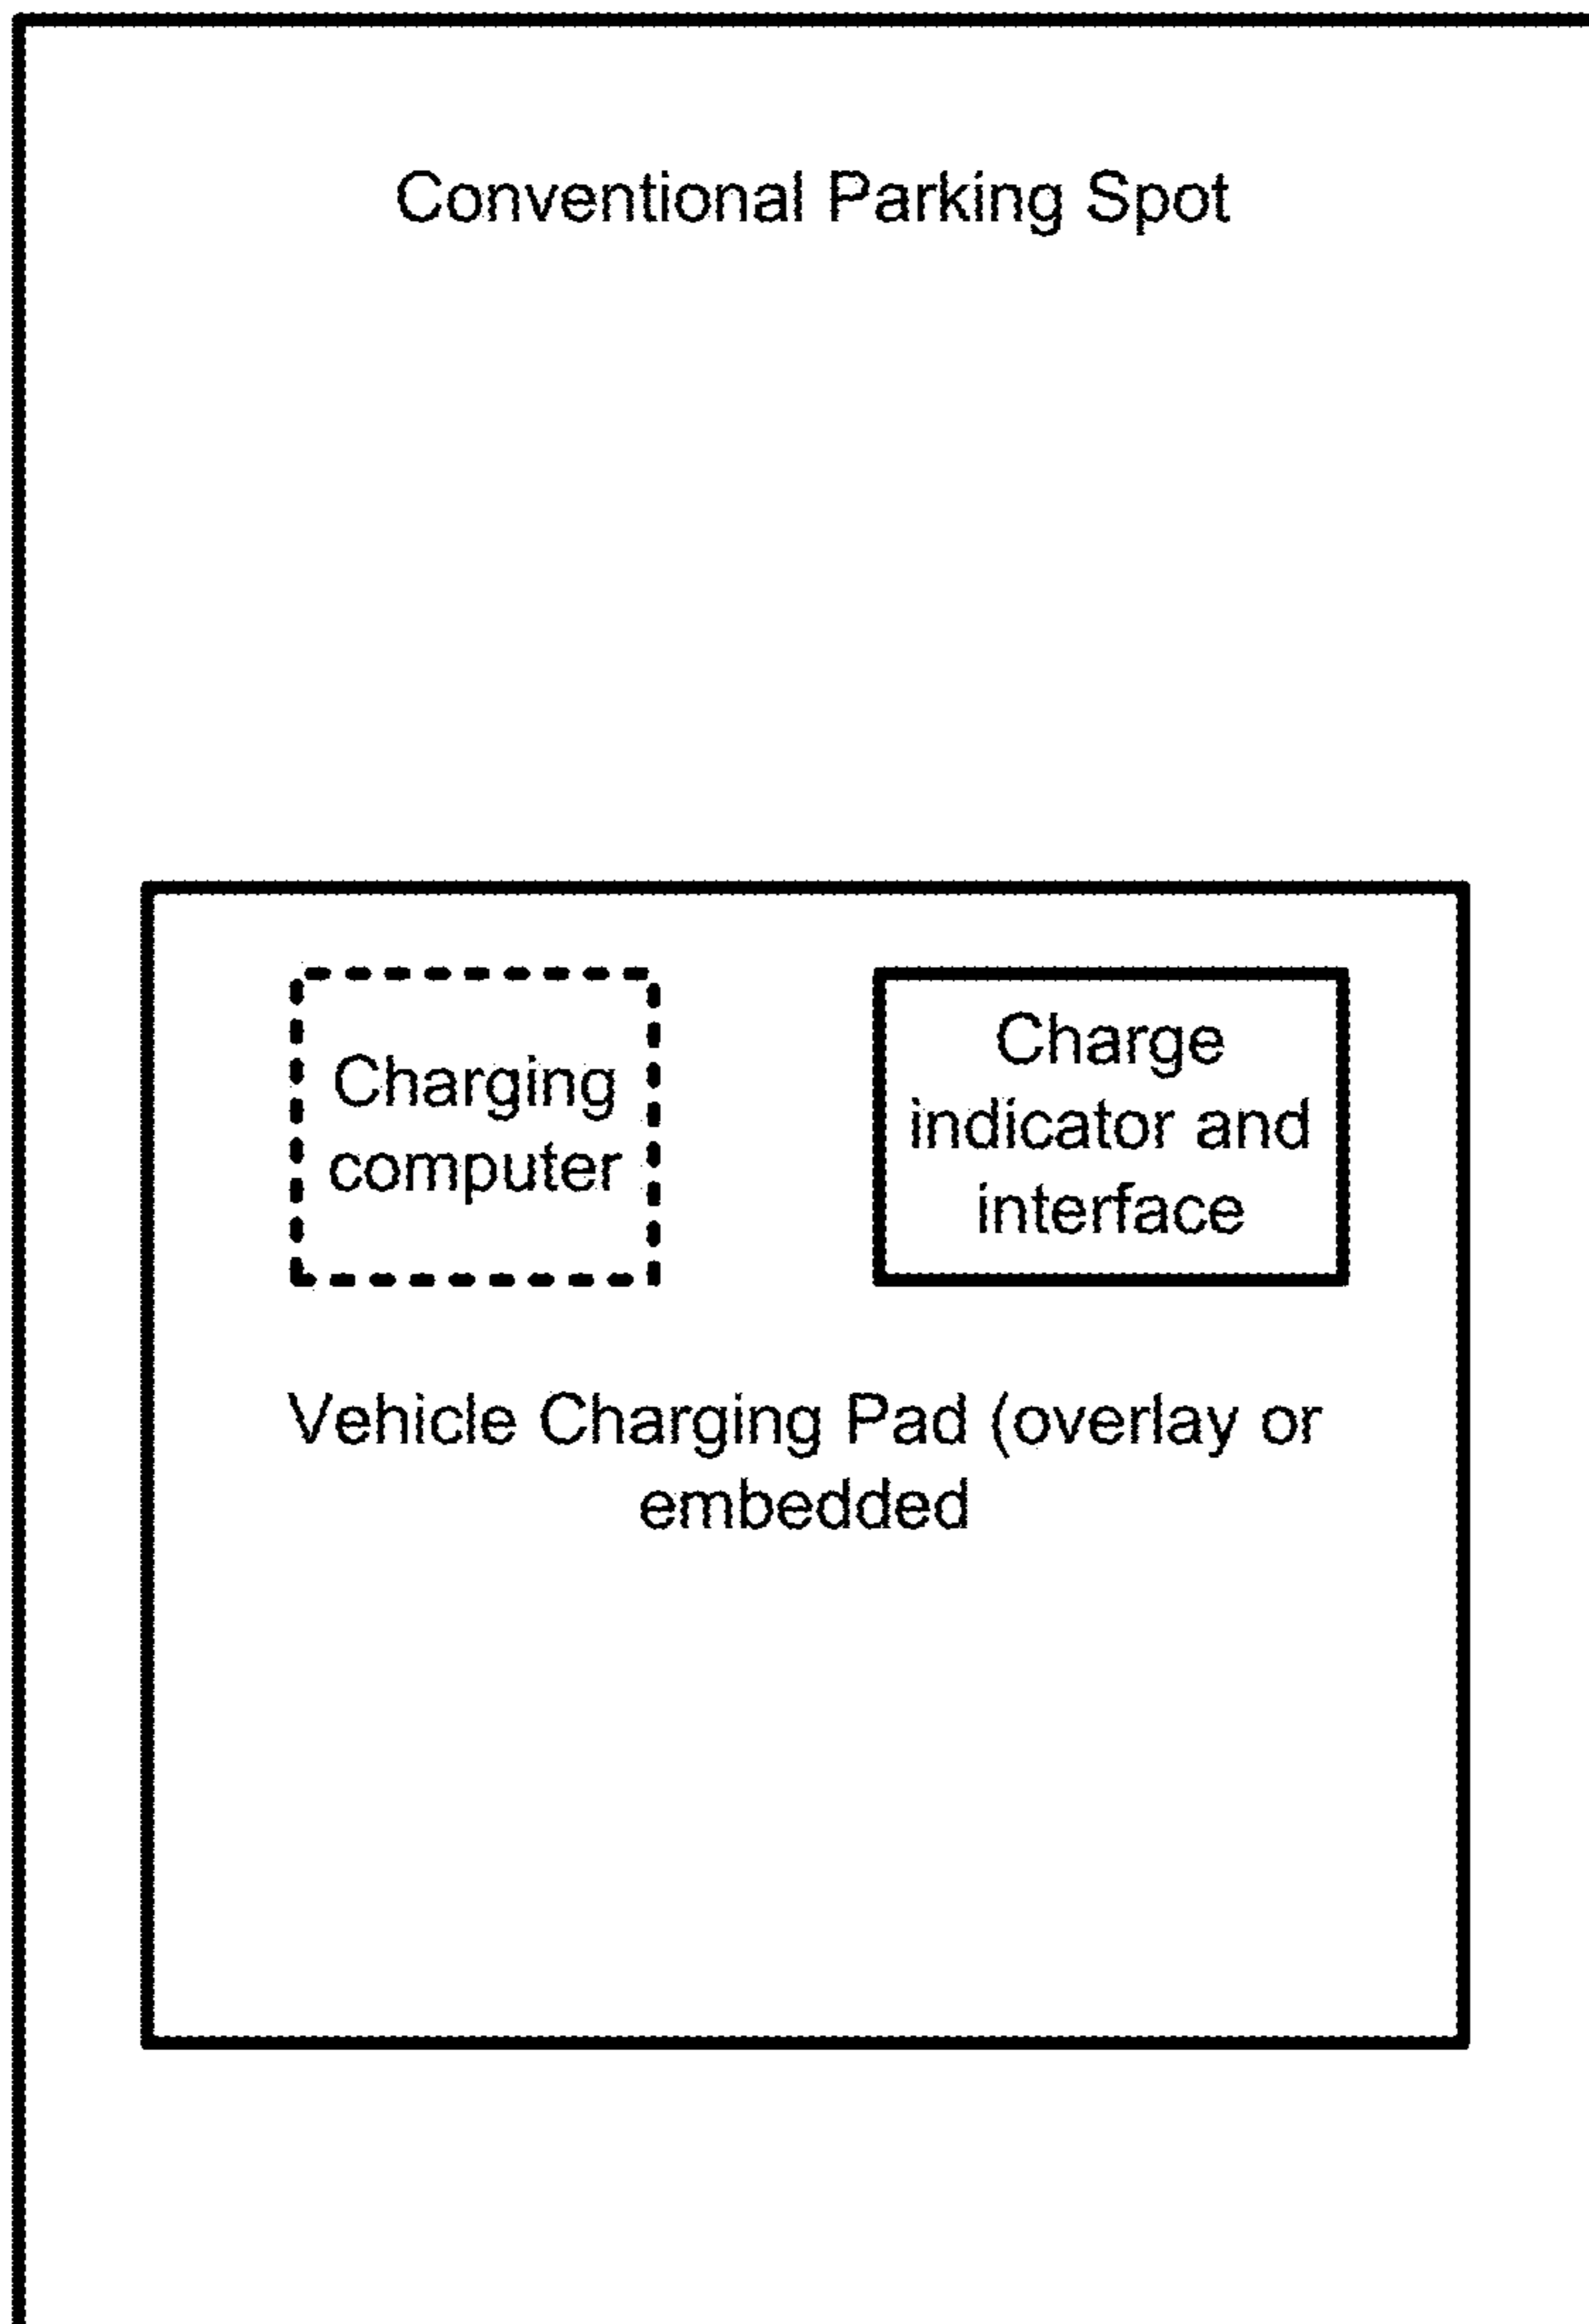 Conventional Parking Spot
Charging
computer
Charge
indicator and
interface
Vehicle Charging Pad (overlay or
embedded